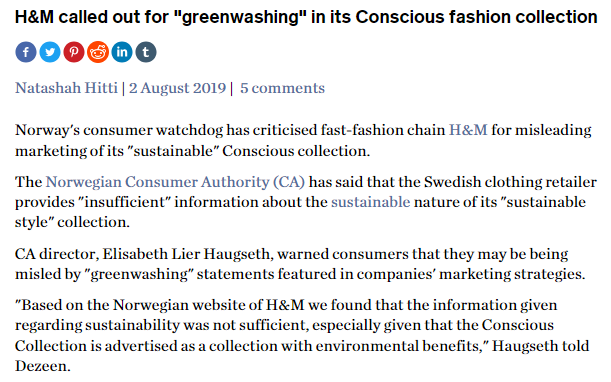 H&M called out for "greenwashing" in its Conscious fashion collection
Natashah Hitti | 2 August 2019 | 5 comments
Norway's consumer watchdog has criticised fast-fashion chain H&M for misleading
marketing of its "sustainable" Conscious collection.
The Norwegian Consumer Authority (CA) has said that the Swedish clothing retailer
provides "insufficient" information about the sustainable nature of its "sustainable
style" collection.
CA director, Elisabeth Lier Haugseth, warned consumers that they may be being
misled by "greenwashing" statements featured in companies' marketing strategies.
"Based on the Norwegian website of H&M we found that the information given
regarding sustainability was not sufficient, especially given that the Conscious
Collection is advertised as a collection with environmental benefits," Haugseth told
Dezeen.